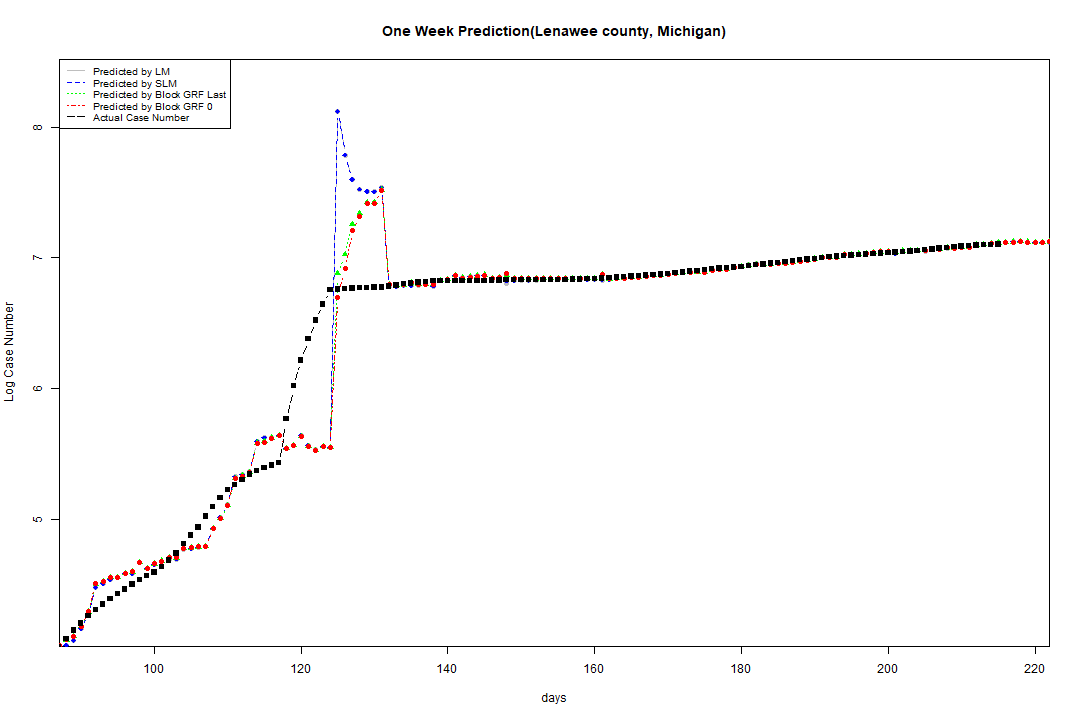 One Week Prediction(Lenawee county, Michigan)
Predicted by LM
Predicted by SLM
Predicted by Block GRF Last
Predicted by Block GRF 0
Actual Case Number
Log Case Number
8
7
6
5
100 120 140 160 180 200 220
days